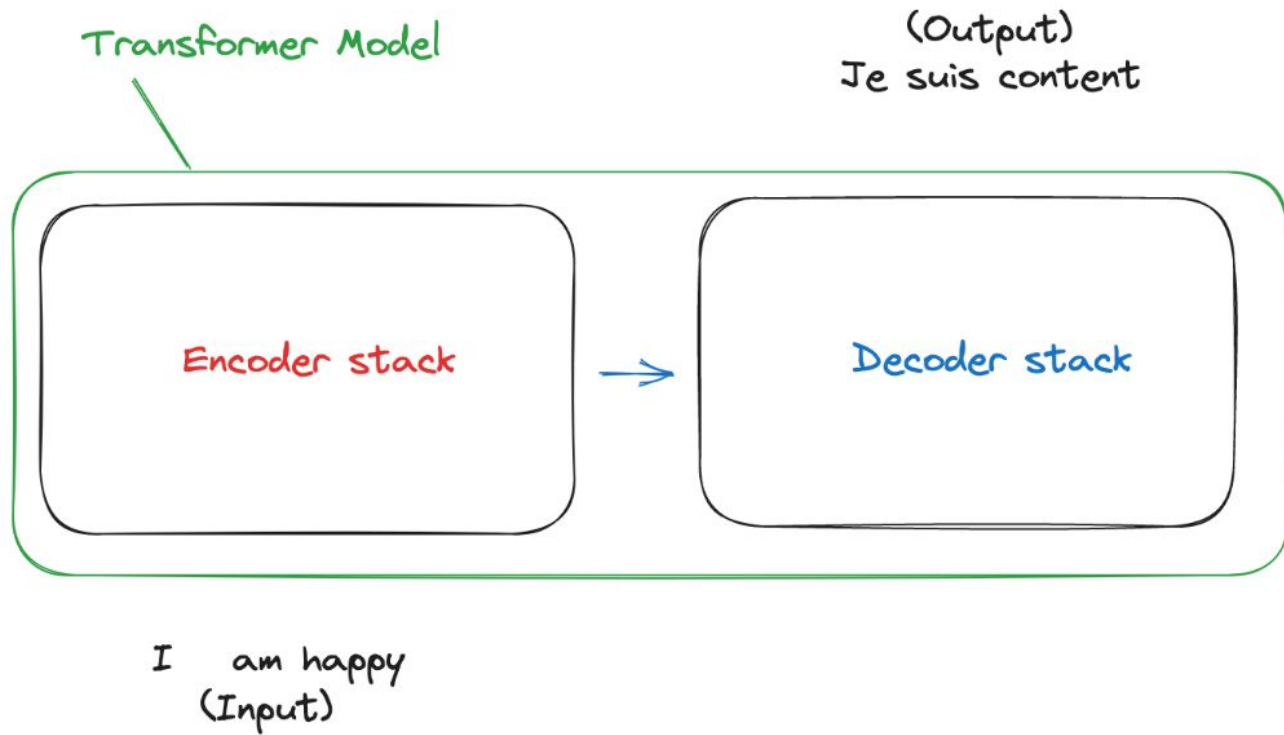 Transformer Model
(Output)
Je suis content
Encoder stack
Decoder stack
I am happy
(Input)